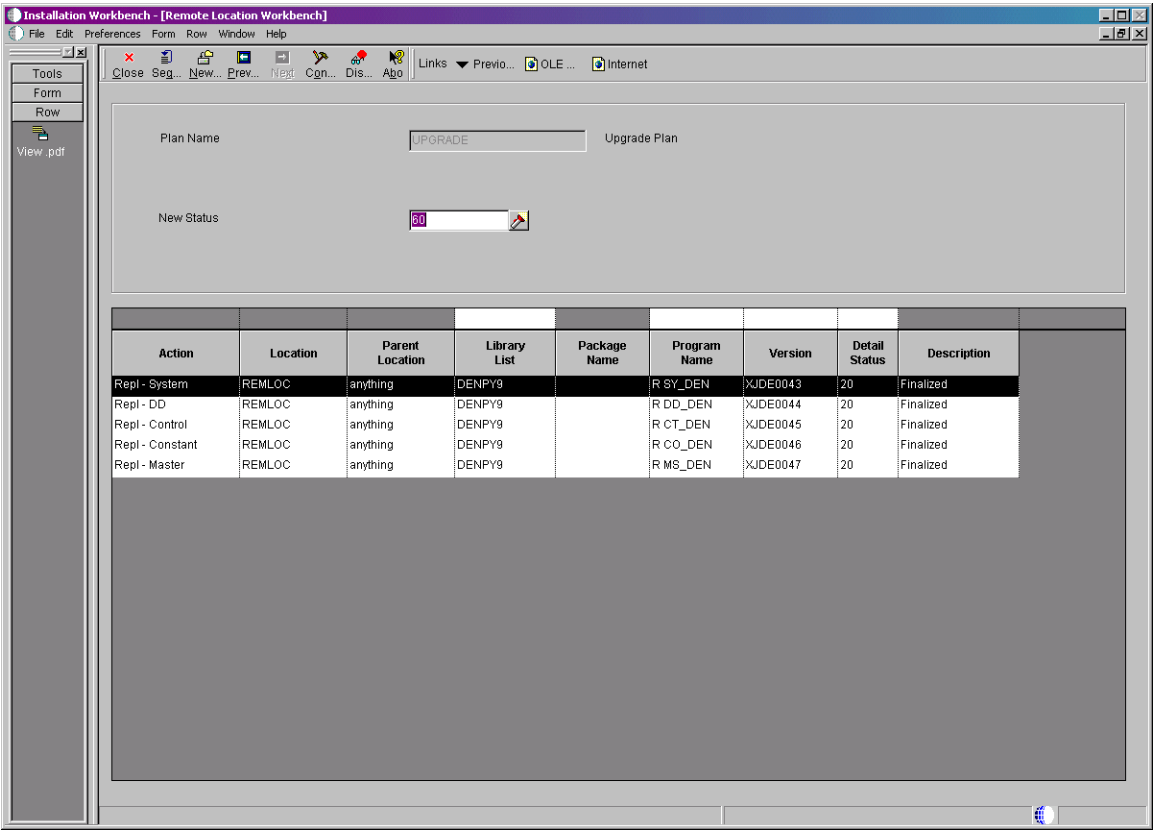 Installation Workbench - [Remote Location Workbench]
File Edit Preferences Form Row Window Help
Close Seq... New... Prev... Next Con... Dis... Abo Links Previo... OLE ... Internet
Tools
Form
Row
View .pdf
Plan Name UPGRADE Upgrade Plan
New Status 60
Action Location Parent Location Library List Package Name Program Name Version Detail Status Description
Repl - System REMLOC anything DENPY9 R SY_DEN XJDE0043 20 Finalized
Repl - DD REMLOC anything DENPY9 R DD_DEN XJDE0044 20 Finalized
Repl - Control REMLOC anything DENPY9 R CT_DEN XJDE0045 20 Finalized
Repl - Constant REMLOC anything DENPY9 R CO_DEN XJDE0046 20 Finalized
Repl - Master REMLOC anything DENPY9 R MS_DEN XJDE0047 20 Finalized